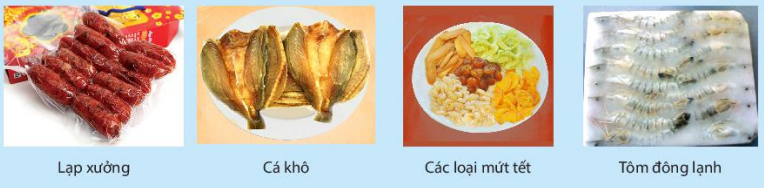 Lạp xưởng
Cá khô
Các loại mứt tết
Tôm đông lạnh